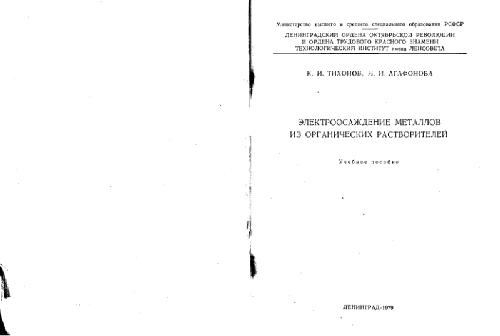 Министерство высшего и среднего специального образования РСФСР
ЛЕНИНГРАДСКИЙ ОРДЕНА ОКТЯБРЬСКОЙ РЕВОЛЮЦИИ
И ОРДЕНА ТРУДОВОГО КРАСНОГО ЗНАМЕНИ
ТЕХНОЛОГИЧЕСКИЙ ИНСТИТУТ имени ЛЕНСОВЕТА
К. И. ТИХОНОВ, Н. И. АГАФОНОВА
ЭЛЕКТРООСАЖДЕНИЕ МЕТАЛЛОВ
ИЗ ОРГАНИЧЕСКИХ РАСТВОРИТЕЛЕЙ
Учебное пособие
ЛЕНИНГРАД-1979